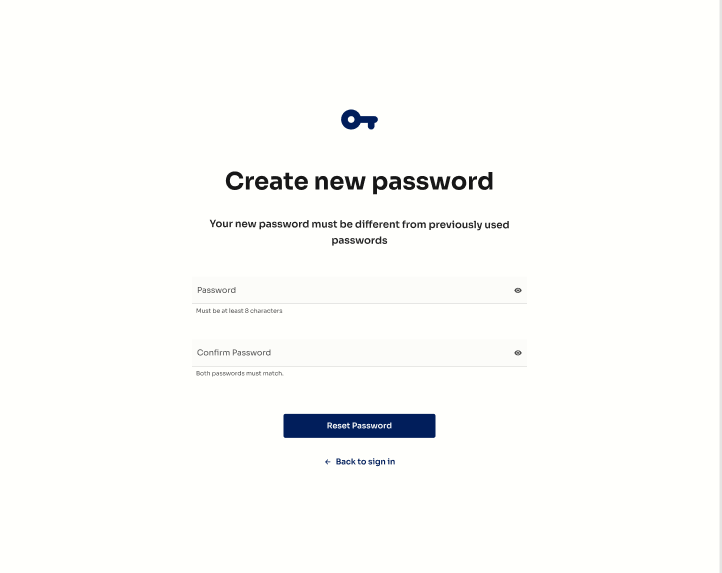 Create new password
Your new password must be different from previously used
passwords
Password
Must be at least 8 characters
Confirm Password
Both passwords must match.
Reset Password
← Back to sign in